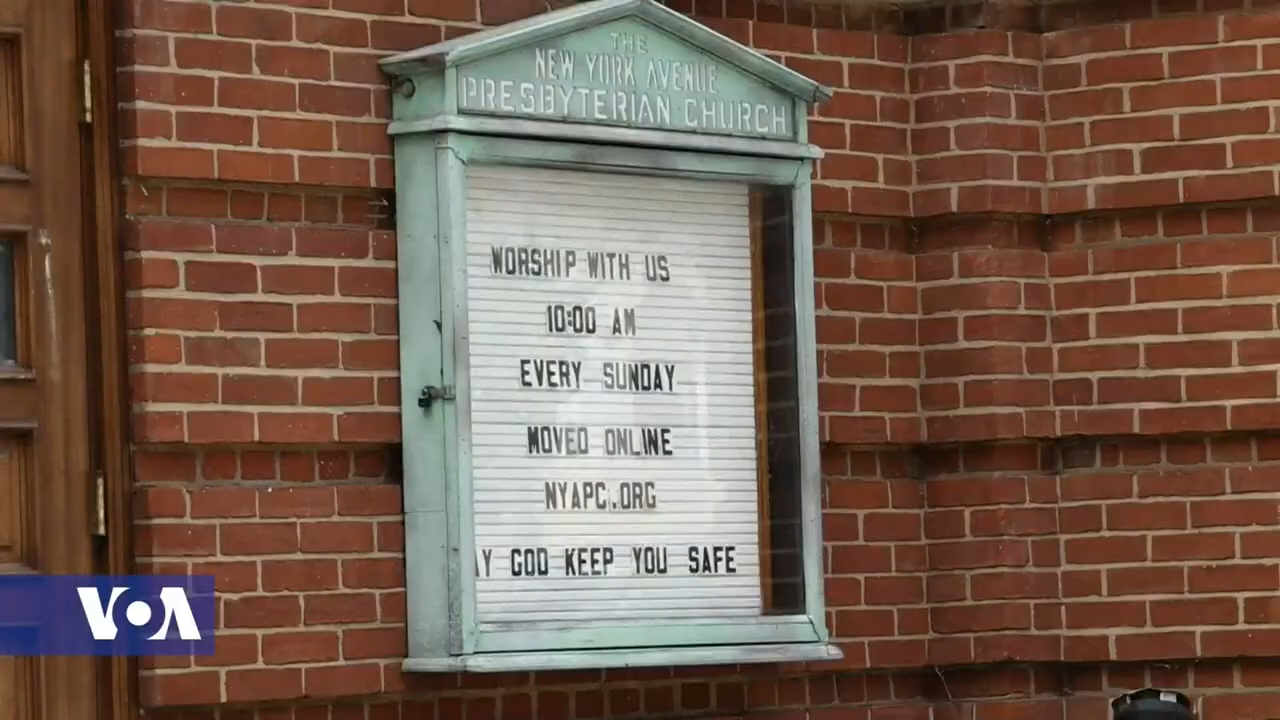 THE
NEW YORK AVENUE
PRESBYTERIAN CHURCH
WORSHIP WITH US
10:00 AM
EVERY SUNDAY
MOVED ONLINE
NYAPC.ORG
AY GOD KEEP YOU SAFE
VOA